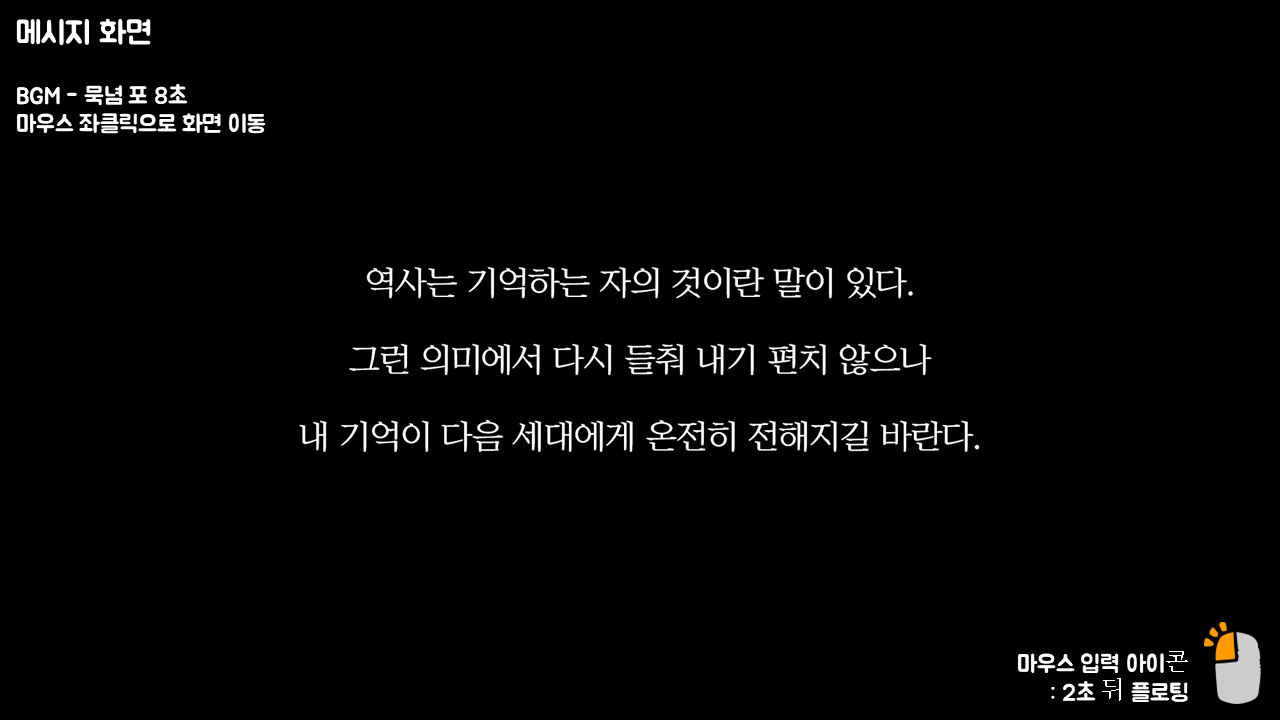 메시지 화면
BGM - 묵념 포 8초
마우스 좌클릭으로 화면 이동
역사는 기억하는 자의 것이란 말이 있다.
그런 의미에서 다시 들춰 내기 편치 않으나
내 기억이 다음 세대에게 온전히 전해지길 바란다.
마우스 입력 아이콘
: 2초 뒤 플로팅